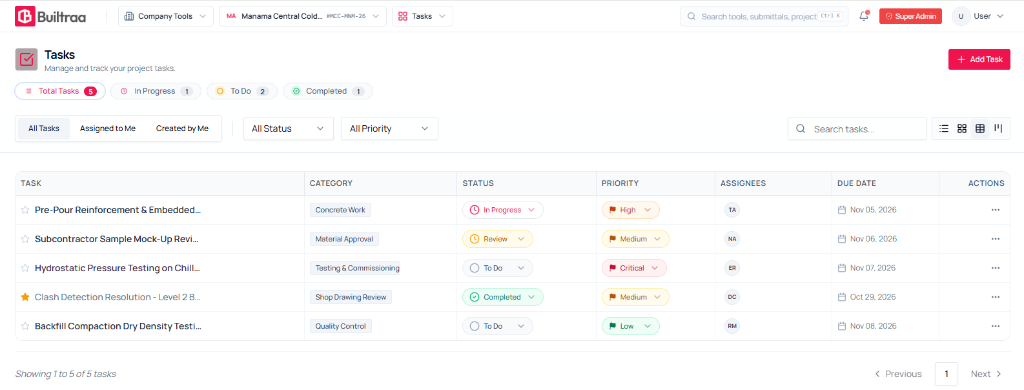 Builtraa
Company Tools
MA Manama Central Cold... #MCC-MNM-26
Tasks
Search tools, submittals, project Ctrl K
Super Admin
U User
Tasks
Manage and track your project tasks.
Add Task
Total Tasks 5
In Progress 1
To Do 2
Completed 1
All Tasks
Assigned to Me
Created by Me
All Status
All Priority
Search tasks...
TASK CATEGORY STATUS PRIORITY ASSIGNEES DUE DATE ACTIONS
Pre-Pour Reinforcement & Embedded... Concrete Work In Progress High TA Nov 05, 2026
Subcontractor Sample Mock-Up Revi... Material Approval Review Medium NA Nov 06, 2026
Hydrostatic Pressure Testing on Chill... Testing & Commissioning To Do Critical ER Nov 07, 2026
Clash Detection Resolution - Level 2 B... Shop Drawing Review Completed Medium DC Oct 29, 2026
Backfill Compaction Dry Density Testi... Quality Control To Do Low RM Nov 08, 2026
Showing 1 to 5 of 5 tasks
Previous 1 Next